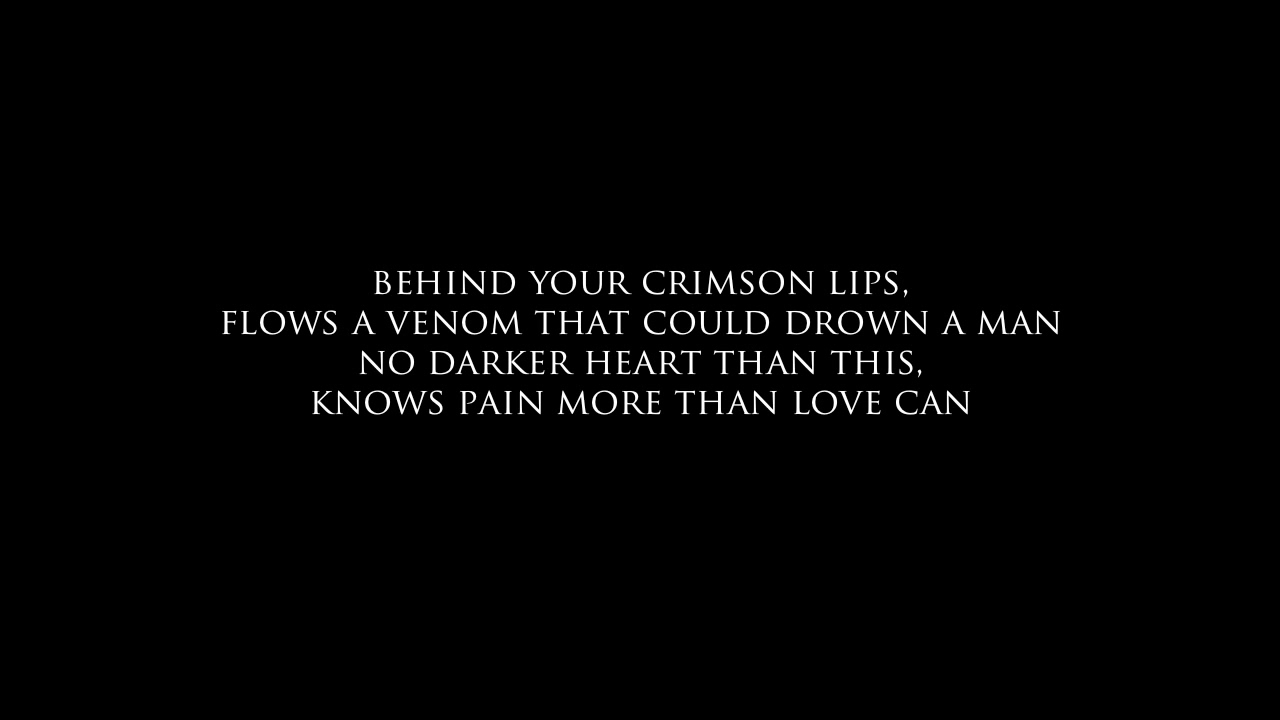 BEHIND YOUR CRIMSON LIPS,
FLOWS A VENOM THAT COULD DROWN A MAN
NO DARKER HEART THAN THIS,
KNOWS PAIN MORE THAN LOVE CAN